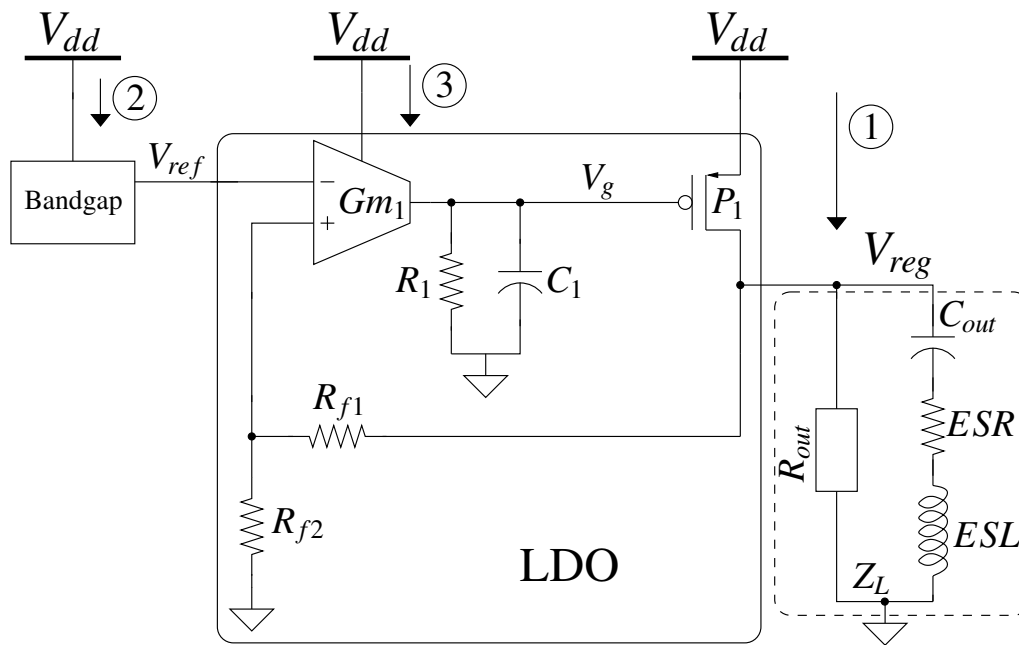 V_dd V_dd V_dd
② ③ ①
V_ref
Bandgap
−
Gm_1
+
V_g
P_1
R_1 C_1
V_reg
C_out
R_f1
ESR
R_out
R_f2
ESL
LDO
Z_L